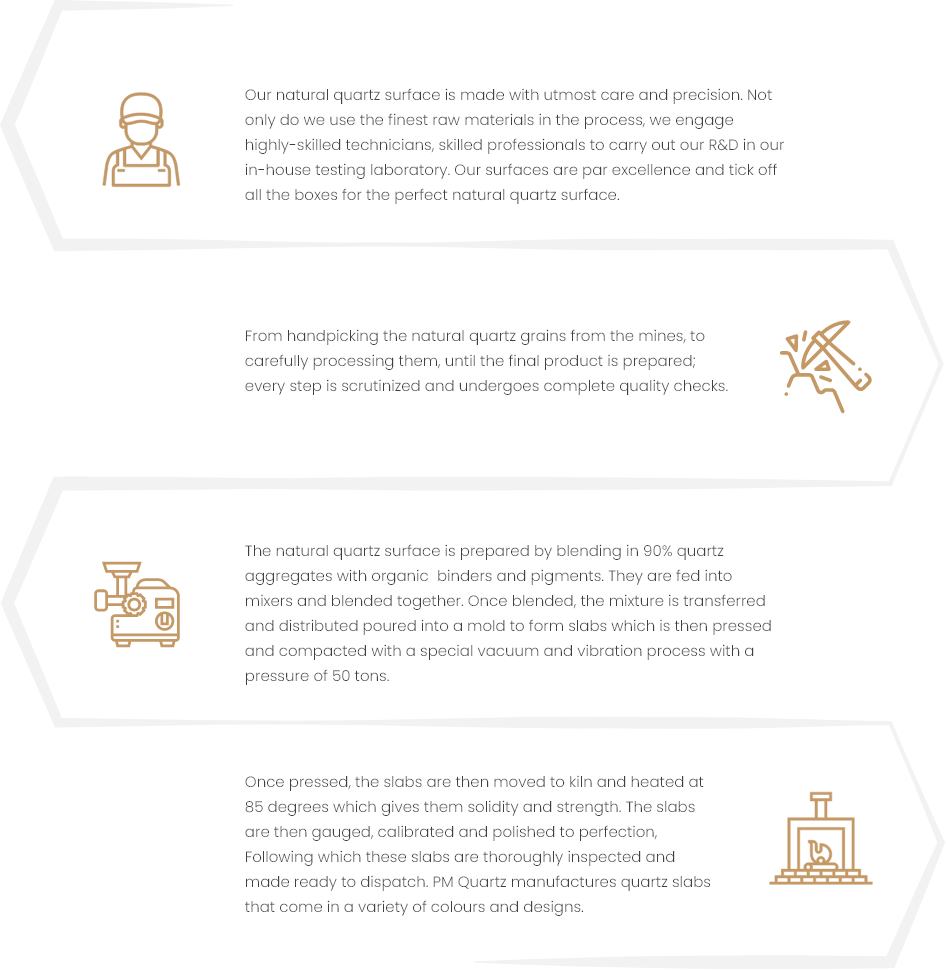 Our natural quartz surface is made with utmost care and precision. Not
only do we use the finest raw materials in the process, we engage
highly-skilled technicians, skilled professionals to carry out our R&D in our
in-house testing laboratory. Our surfaces are par excellence and tick off
all the boxes for the perfect natural quartz surface.
From handpicking the natural quartz grains from the mines, to
carefully processing them, until the final product is prepared;
every step is scrutinized and undergoes complete quality checks.
The natural quartz surface is prepared by blending in 90% quartz
aggregates with organic  binders and pigments. They are fed into
mixers and blended together. Once blended, the mixture is transferred
and distributed poured into a mold to form slabs which is then pressed
and compacted with a special vacuum and vibration process with a
pressure of 50 tons.
Once pressed, the slabs are then moved to kiln and heated at
85 degrees which gives them solidity and strength. The slabs
are then gauged, calibrated and polished to perfection,
Following which these slabs are thoroughly inspected and
made ready to dispatch. PM Quartz manufactures quartz slabs
that come in a variety of colours and designs.